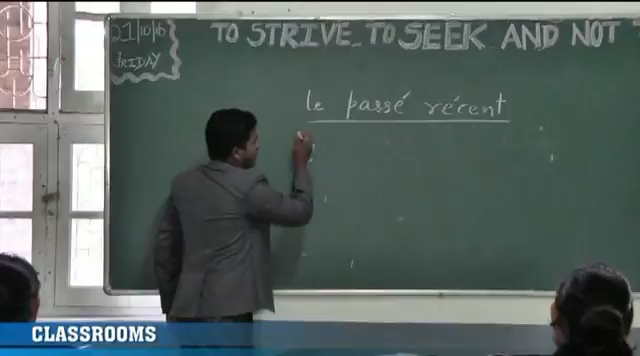 21/10/16
FRIDAY
TO STRIVE, TO SEEK AND NOT
le passé récent
CLASSROOMS